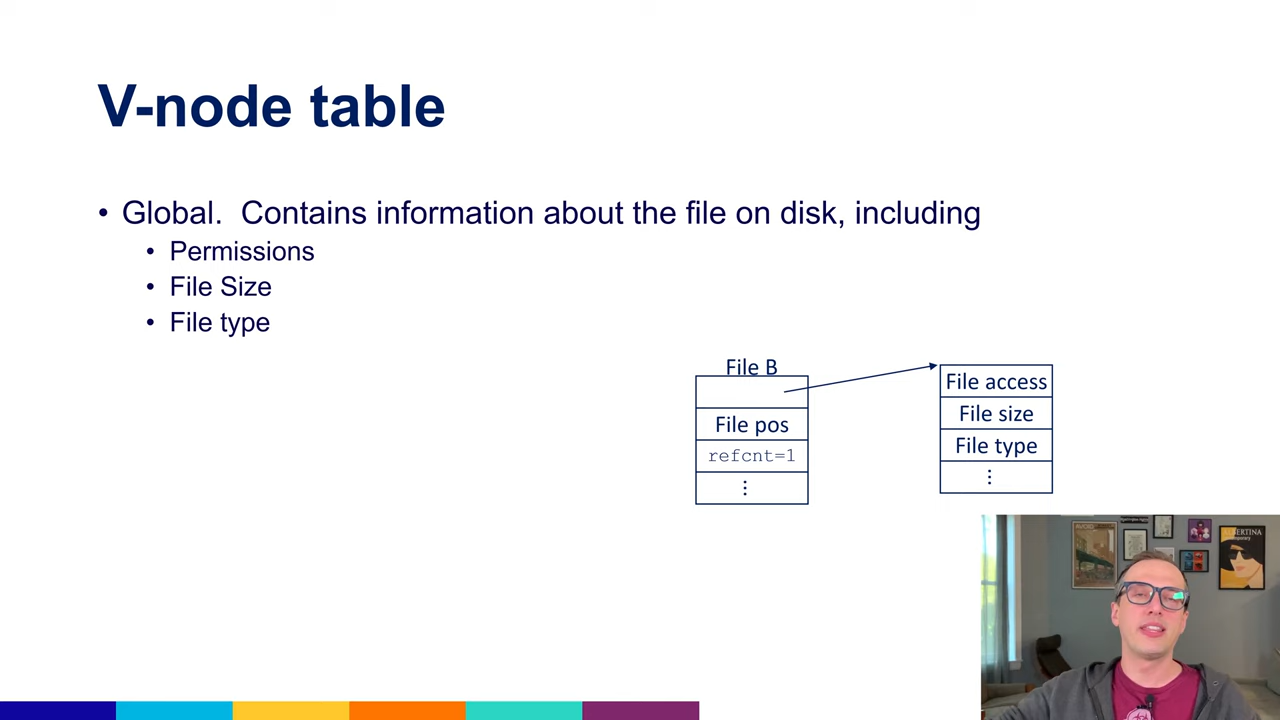 V-node table
• Global.  Contains information about the file on disk, including
• Permissions
• File Size
• File type
File B
File pos
refcnt=1
⋮
File access
File size
File type
⋮